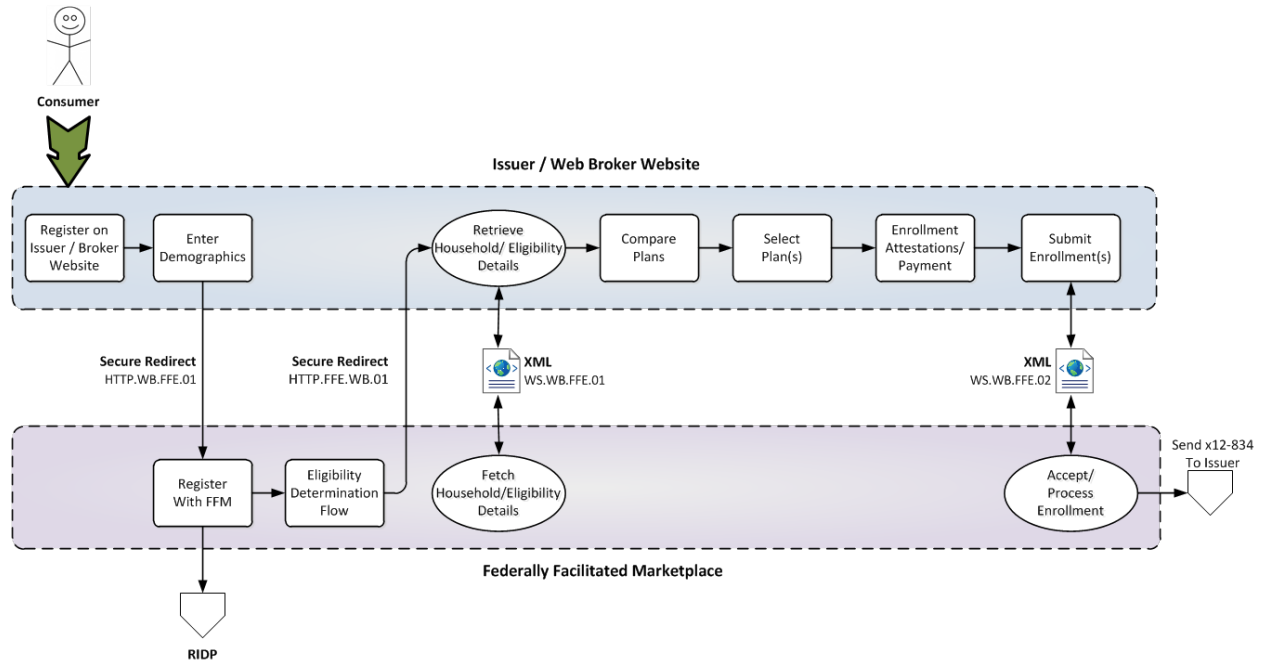 Consumer
Issuer / Web Broker Website
Register on
Issuer / Broker
Website
Enter
Demographics
Retrieve
Household/ Eligibility
Details
Compare
Plans
Select
Plan(s)
Enrollment
Attestations/
Payment
Submit
Enrollment(s)
Secure Redirect
HTTP.WB.FFE.01
Secure Redirect
HTTP.FFE.WB.01
XML
WS.WB.FFE.01
XML
WS.WB.FFE.02
Register
With FFM
Eligibility
Determination
Flow
Fetch
Household/Eligibility
Details
Accept/
Process
Enrollment
Send x12-834
To Issuer
Federally Facilitated Marketplace
RIDP